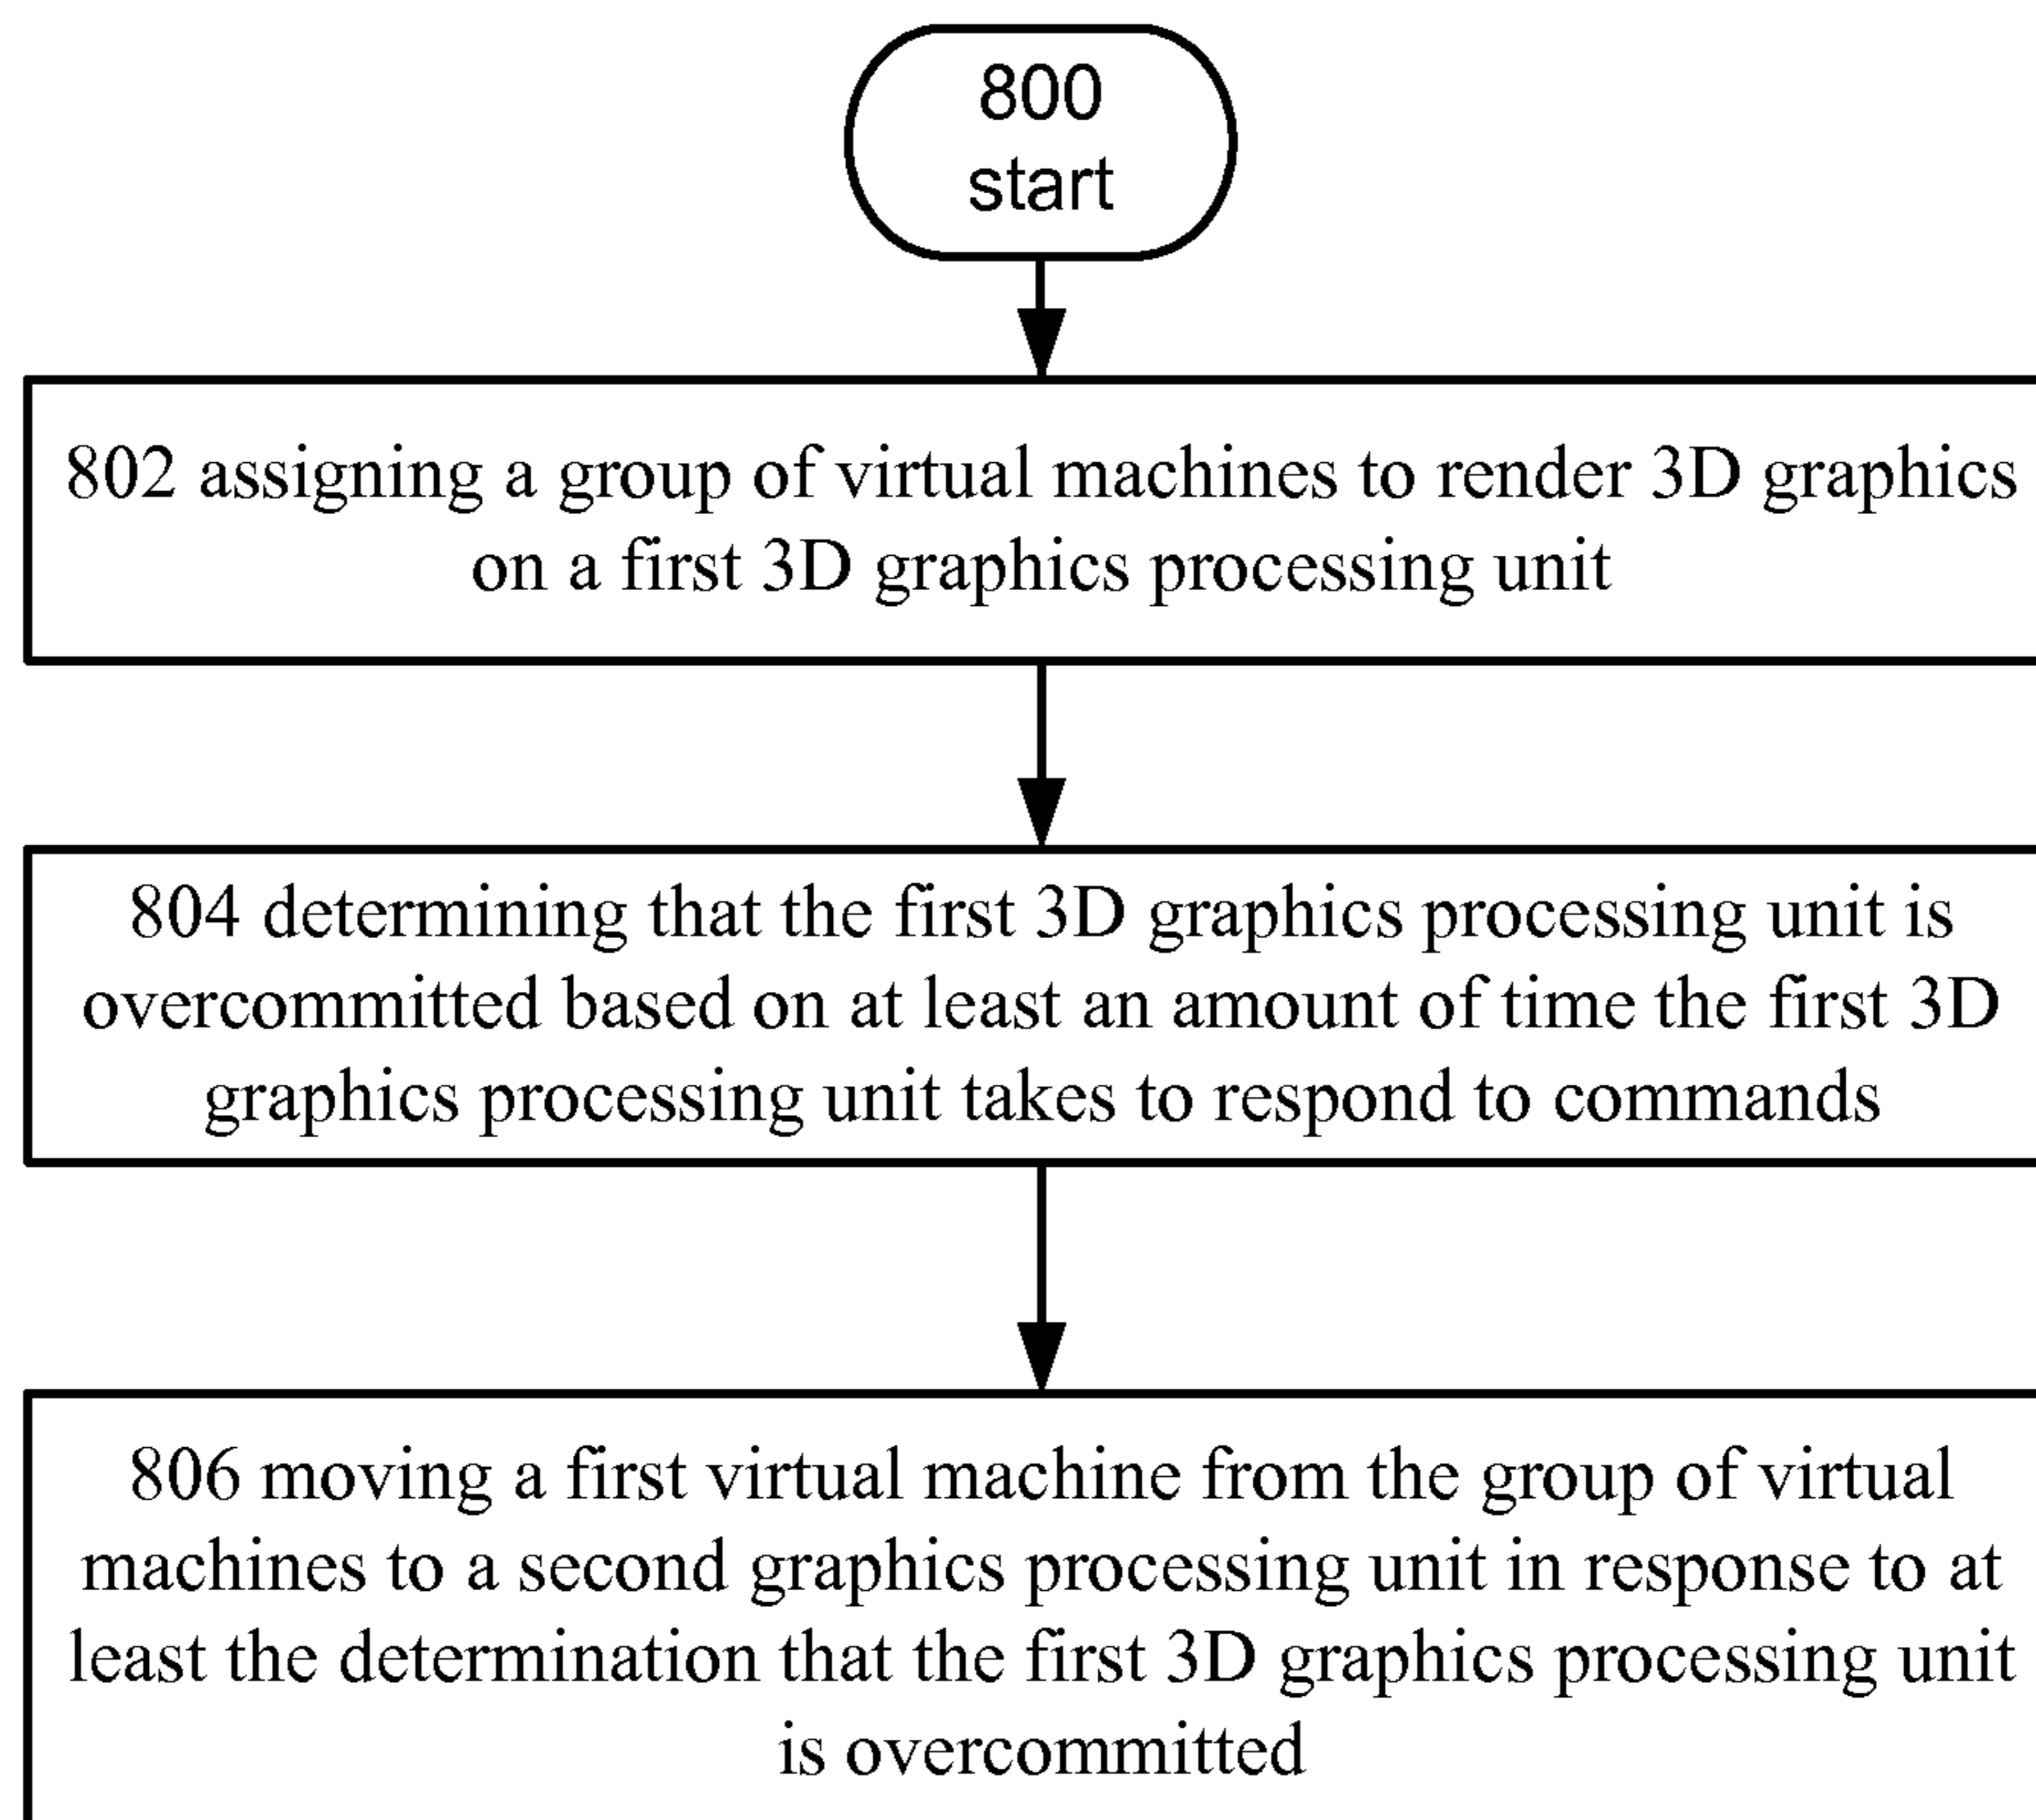 800
start
802 assigning a group of virtual machines to render 3D graphics
on a first 3D graphics processing unit
804 determining that the first 3D graphics processing unit is
overcommitted based on at least an amount of time the first 3D
graphics processing unit takes to respond to commands
806 moving a first virtual machine from the group of virtual
machines to a second graphics processing unit in response to at
least the determination that the first 3D graphics processing unit
is overcommitted